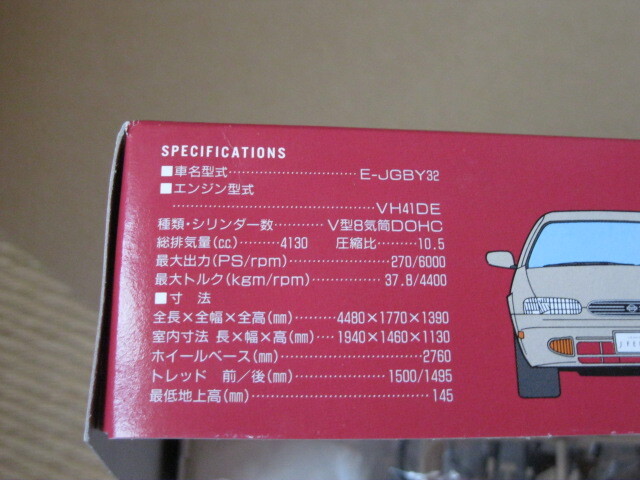 SPECIFICATIONS
■車名型式…………………………E-JGBY32
■エンジン型式
…………………………VH41DE
種類・シリンダー数…………V型8気筒DOHC
総排気量(cc)………4130 圧縮比………10.5
最大出力(PS/rpm)……………………270/6000
最大トルク(kgm/rpm)………………37.8/4400
■寸 法
全長×全幅×全高(mm)………4480×1770×1390
室内寸法 長×幅×高(mm)……1940×1460×1130
ホイールベース(mm)……………………………2760
トレッド 前/後(mm)…………………1500/1495
最低地上高(mm)……………………………………145